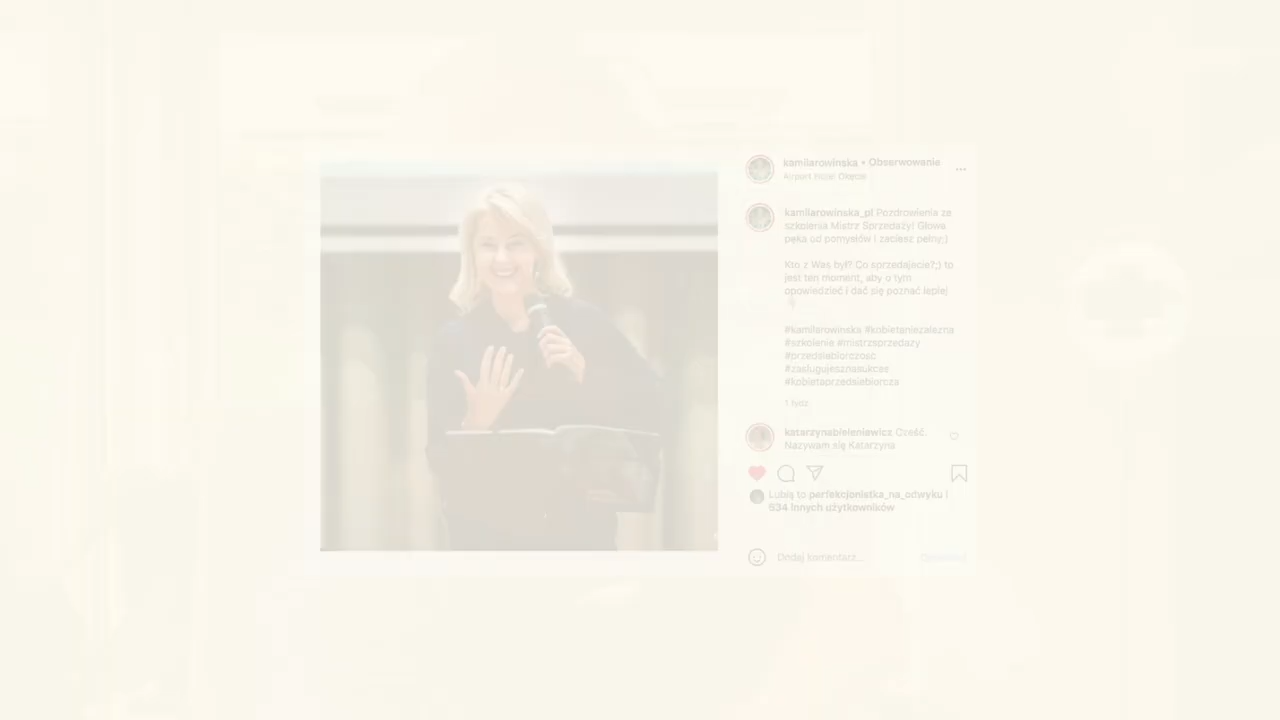 kamilarowinska • Obserwowanie
Airport Hotel Okęcie
kamilarowinska_pl Pozdrowienia ze
szkolenia Mistrz Sprzedaży! Głowa
pęka od pomysłów i zeszyt pełny;)
Kto z Was był? Co sprzedajecie?;) to
jest ten moment, aby o tym
opowiedzieć i dać się poznać lepiej
#kamilarowinska #kobietaniezalezna
#szkolenie #mistrzsprzedazy
#przedsiebiorczosc
#zaslugujesznasukces
#kobietaprzedsiebiorcza
1 tydz.
katarzynabieleniewicz Cześć.
Nazywam się Katarzyna
Lubią to perfekcjonistka_na_odwyku i
634 innych użytkowników
Dodaj komentarz...
Opublikuj